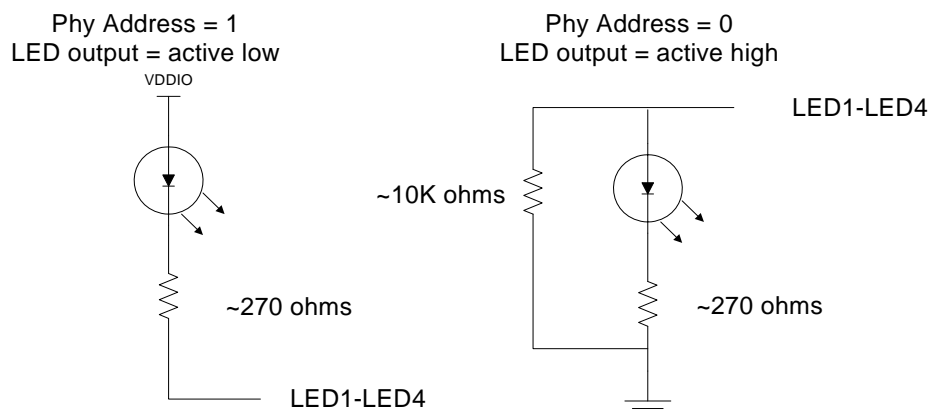 Phy Address = 1
LED output = active low
VDDIO
~270 ohms
LED1-LED4
Phy Address = 0
LED output = active high
LED1-LED4
~10K ohms
~270 ohms